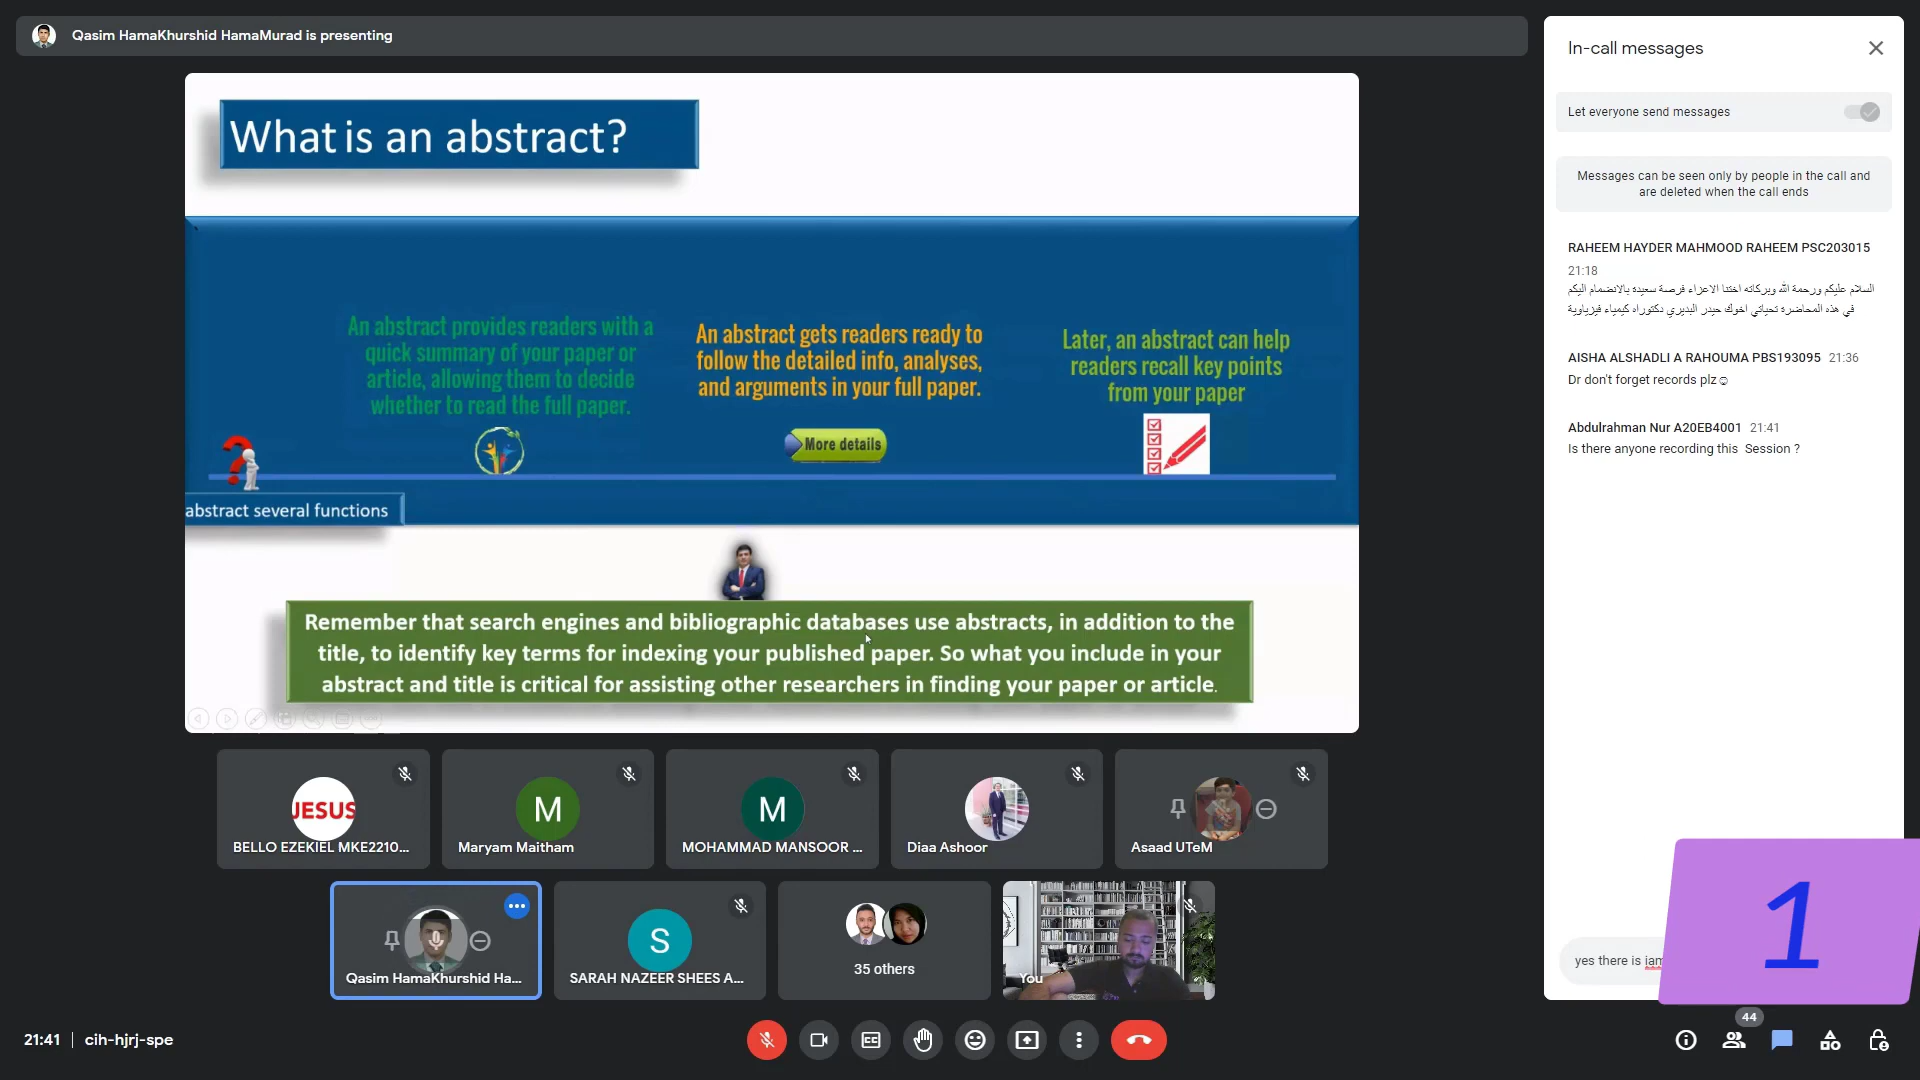 Qasim HamaKhurshid HamaMurad is presenting
What is an abstract?
An abstract provides readers with a
quick summary of your paper or
article, allowing them to decide
whether to read the full paper.
An abstract gets readers ready to
follow the detailed info, analyses,
and arguments in your full paper.
More details
Later, an abstract can help
readers recall key points
from your paper
abstract several functions
Remember that search engines and bibliographic databases use abstracts, in addition to the
title, to identify key terms for indexing your published paper. So what you include in your
abstract and title is critical for assisting other researchers in finding your paper or article.
JESUS
BELLO EZEKIEL MKE2210...
M
Maryam Maitham
M
MOHAMMAD MANSOOR ...
Diaa Ashoor
Asaad UTeM
Qasim HamaKhurshid Ha...
S
SARAH NAZEER SHEES A...
35 others
You
21:41 | cih-hjrj-spe
In-call messages
Let everyone send messages
Messages can be seen only by people in the call and
are deleted when the call ends
RAHEEM HAYDER MAHMOOD RAHEEM PSC203015
21:18
السلام عليكم ورحمة الله وبركاته اختنا الاعزاء فرصة سعيدة بالانضمام اليكم
في هذه المحاضرة تحياتي اخوك حيدر البديري دكتوراه كيمياء فيزياوية
AISHA ALSHADLI A RAHOUMA PBS193095 21:36
Dr don't forget records plz☺
Abdulrahman Nur A20EB4001 21:41
Is there anyone recording this Session ?
yes there is iam
1
CC
44